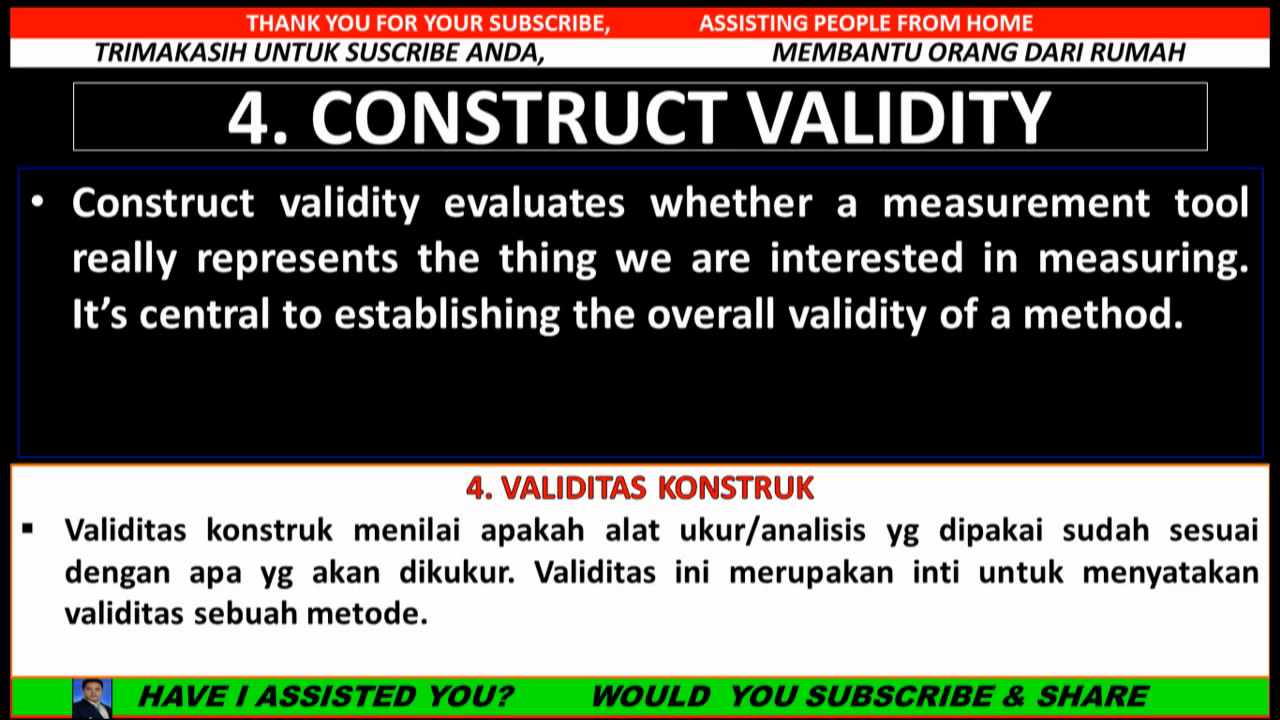 THANK YOU FOR YOUR SUBSCRIBE, ASSISTING PEOPLE FROM HOME
TRIMAKASIH UNTUK SUSCRIBE ANDA, MEMBANTU ORANG DARI RUMAH
4. CONSTRUCT VALIDITY
• Construct validity evaluates whether a measurement tool
really represents the thing we are interested in measuring.
It’s central to establishing the overall validity of a method.
4. VALIDITAS KONSTRUK
▪ Validitas konstruk menilai apakah alat ukur/analisis yg dipakai sudah sesuai
dengan apa yg akan dikukur. Validitas ini merupakan inti untuk menyatakan
validitas sebuah metode.
HAVE I ASSISTED YOU? WOULD YOU SUBSCRIBE & SHARE